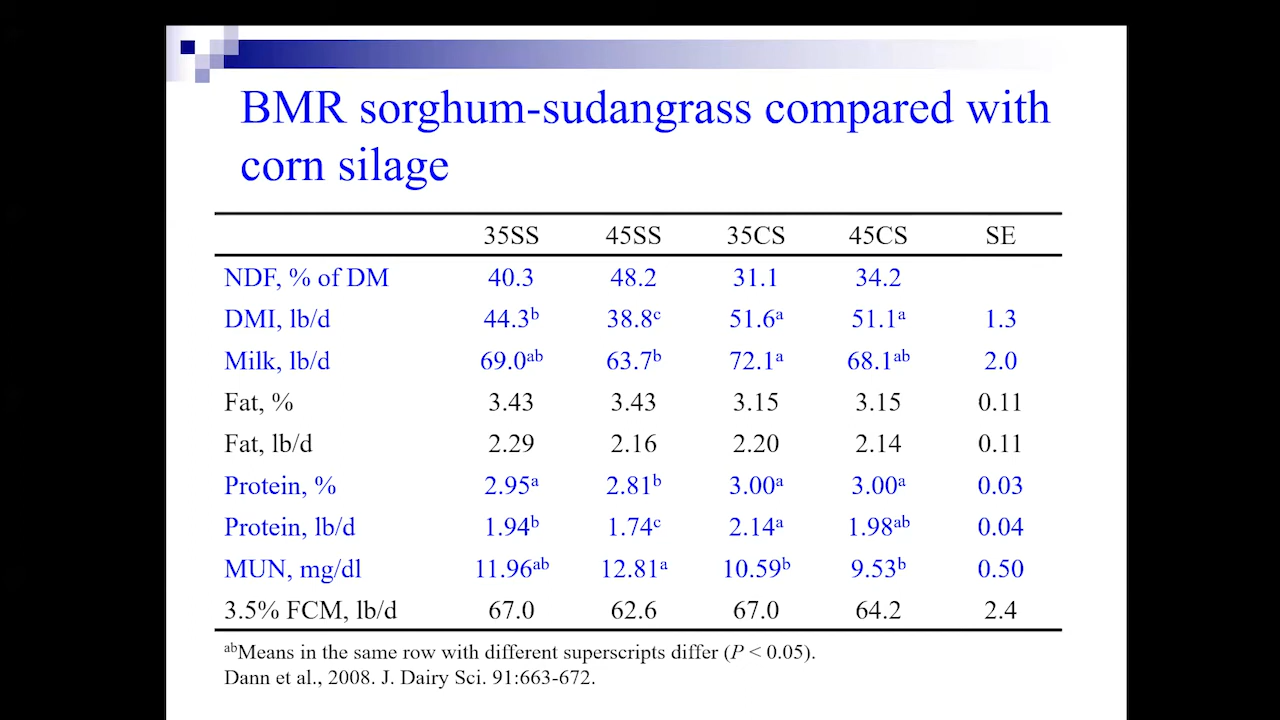 BMR sorghum-sudangrass compared with
corn silage
35SS 45SS 35CS 45CS SE
NDF, % of DM 40.3 48.2 31.1 34.2
DMI, lb/d 44.3ᵇ 38.8ᶜ 51.6ᵃ 51.1ᵃ 1.3
Milk, lb/d 69.0ᵃᵇ 63.7ᵇ 72.1ᵃ 68.1ᵃᵇ 2.0
Fat, % 3.43 3.43 3.15 3.15 0.11
Fat, lb/d 2.29 2.16 2.20 2.14 0.11
Protein, % 2.95ᵃ 2.81ᵇ 3.00ᵃ 3.00ᵃ 0.03
Protein, lb/d 1.94ᵇ 1.74ᶜ 2.14ᵃ 1.98ᵃᵇ 0.04
MUN, mg/dl 11.96ᵃᵇ 12.81ᵃ 10.59ᵇ 9.53ᵇ 0.50
3.5% FCM, lb/d 67.0 62.6 67.0 64.2 2.4
ᵃᵇMeans in the same row with different superscripts differ (P < 0.05).
Dann et al., 2008. J. Dairy Sci. 91:663-672.